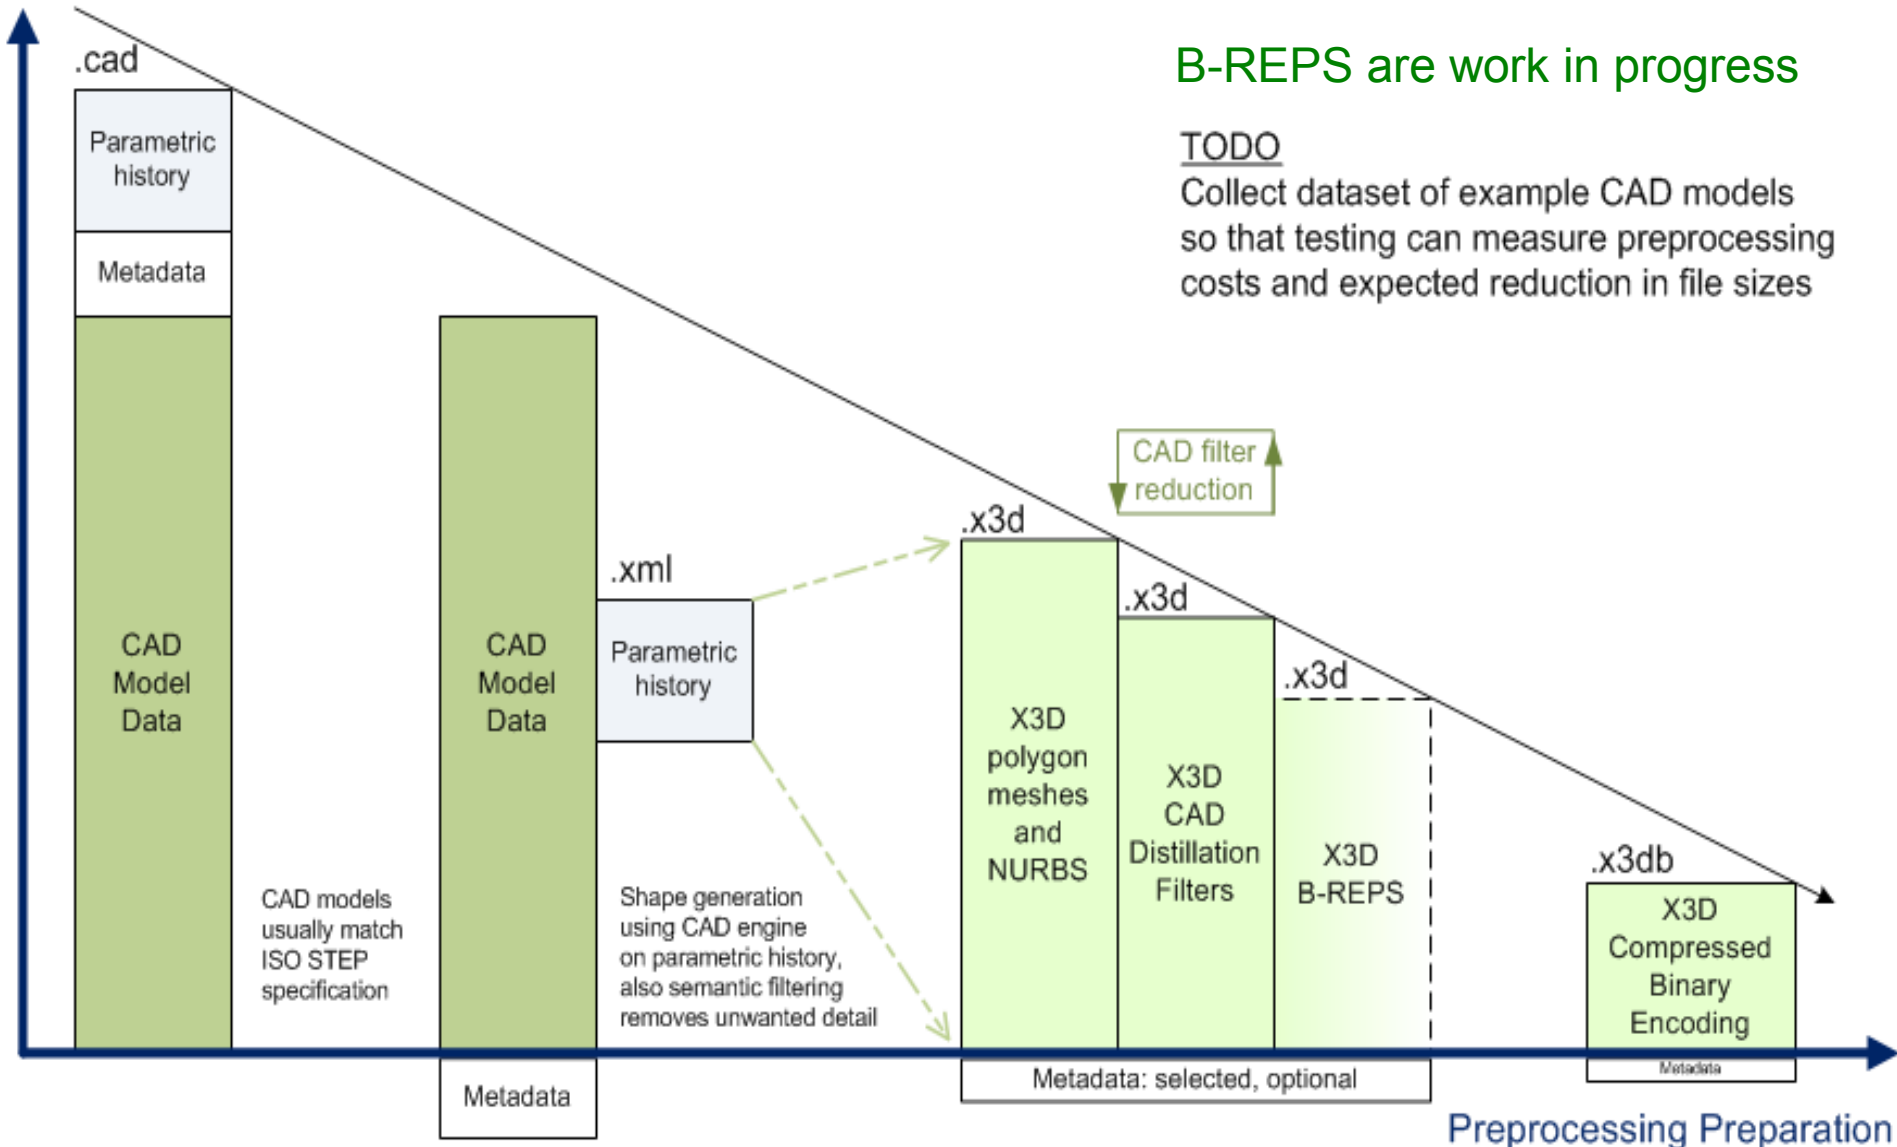 B-REPS are work in progress
TODO
Collect dataset of example CAD models
so that testing can measure preprocessing
costs and expected reduction in file sizes
.cad
Parametric
history
Metadata
CAD
Model
Data
CAD models
usually match
ISO STEP
specification
CAD
Model
Data
Metadata
.xml
Parametric
history
Shape generation
using CAD engine
on parametric history,
also semantic filtering
removes unwanted detail
CAD filter
reduction
.x3d
X3D
polygon
meshes
and
NURBS
.x3d
X3D
CAD
Distillation
Filters
.x3d
X3D
B-REPS
Metadata: selected, optional
.x3db
X3D
Compressed
Binary
Encoding
Metadata
Preprocessing Preparation